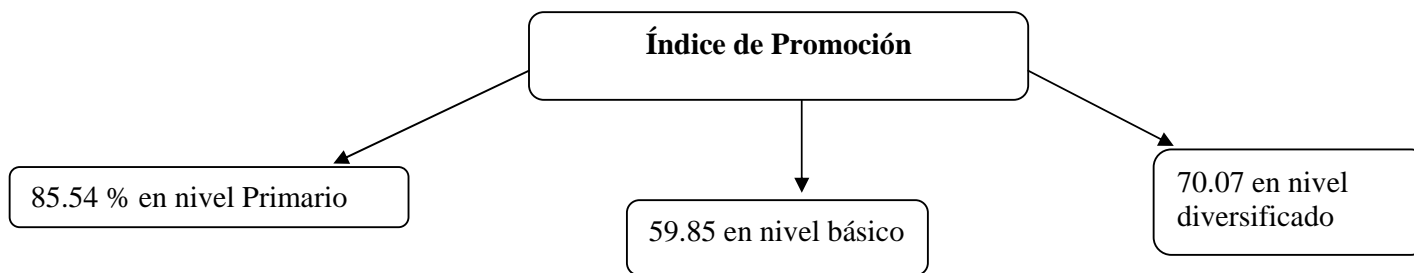 Índice de Promoción
85.54 % en nivel Primario
59.85 en nivel básico
70.07 en nivel
diversificado